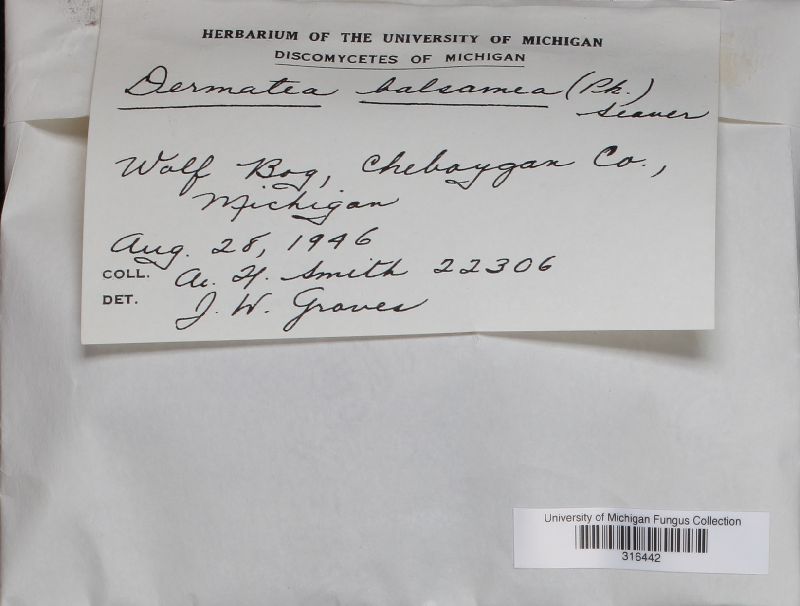 HERBARIUM OF THE UNIVERSITY OF MICHIGAN
DISCOMYCETES OF MICHIGAN
Dermatea balsamea (Pk.)
Seaver
Wolf Bog, Cheboygan Co.,
Michigan
Aug. 28, 1946
COLL. A. H. Smith 22306
DET. J. W. Groves
University of Michigan Fungus Collection
316442